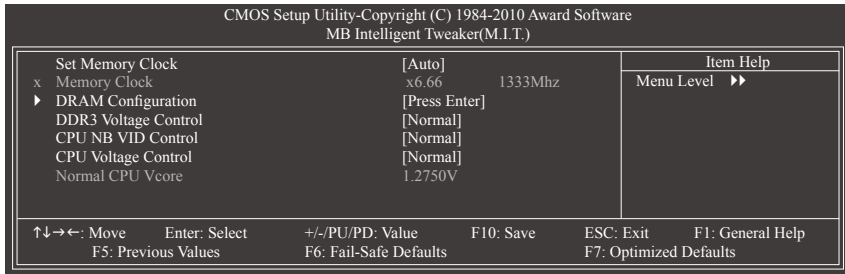 CMOS Setup Utility-Copyright (C) 1984-2010 Award Software
MB Intelligent Tweaker(M.I.T.)
Set Memory Clock [Auto]
x Memory Clock x6.66 1333Mhz
▶ DRAM Configuration [Press Enter]
DDR3 Voltage Control [Normal]
CPU NB VID Control [Normal]
CPU Voltage Control [Normal]
Normal CPU Vcore 1.2750V
Item Help
Menu Level ▶▶
↑↓→←: Move Enter: Select +/-/PU/PD: Value F10: Save ESC: Exit F1: General Help
F5: Previous Values F6: Fail-Safe Defaults F7: Optimized Defaults